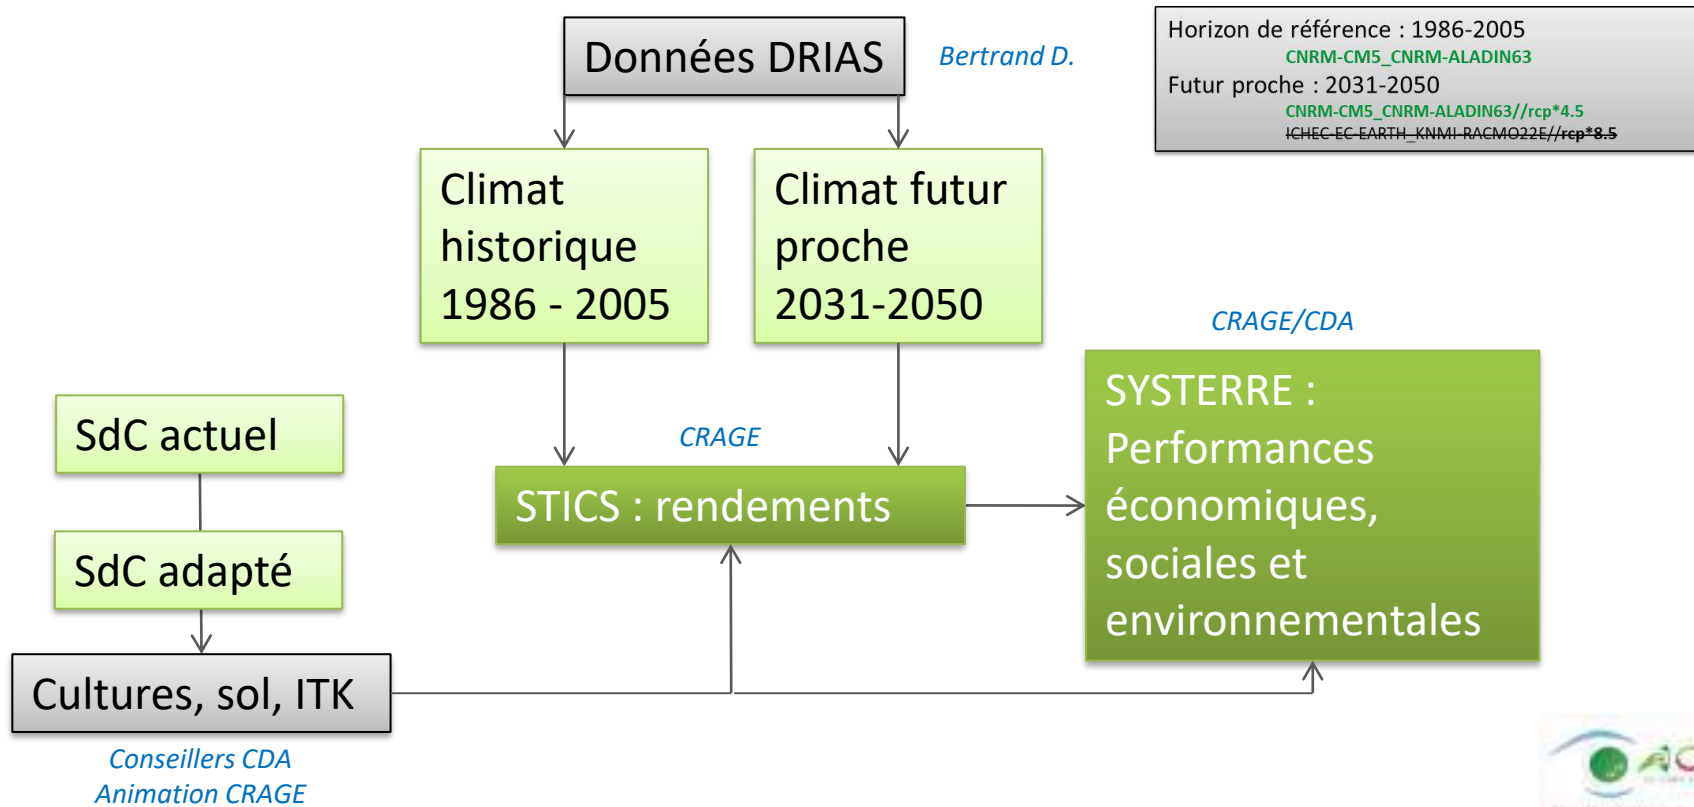 Données DRIAS
Bertrand D.
Horizon de référence : 1986-2005
CNRM-CM5_CNRM-ALADIN63
Futur proche : 2031-2050
CNRM-CM5_CNRM-ALADIN63//rcp*4.5
ICHEC-EC-EARTH_KNMI-RACMO22E//rcp*8.5
Climat
historique
1986 - 2005
Climat futur
proche
2031-2050
CRAGE/CDA
SYSTERRE :
Performances
économiques,
sociales et
environnementales
SdC actuel
CRAGE
STICS : rendements
SdC adapté
Cultures, sol, ITK
Conseillers CDA
Animation CRAGE